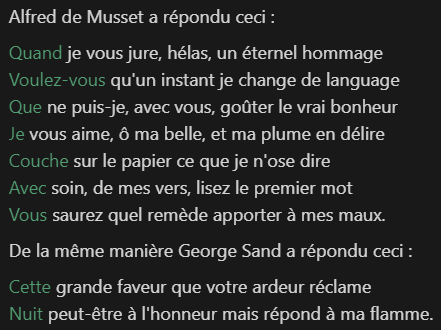 Alfred de Musset a répondu ceci :
Quand je vous jure, hélas, un éternel hommage
Voulez-vous qu'un instant je change de language
Que ne puis-je, avec vous, goûter le vrai bonheur
Je vous aime, ô ma belle, et ma plume en délire
Couche sur le papier ce que je n'ose dire
Avec soin, de mes vers, lisez le premier mot
Vous saurez quel remède apporter à mes maux.
De la même manière George Sand a répondu ceci :
Cette grande faveur que votre ardeur réclame
Nuit peut-être à l'honneur mais répond à ma flamme.